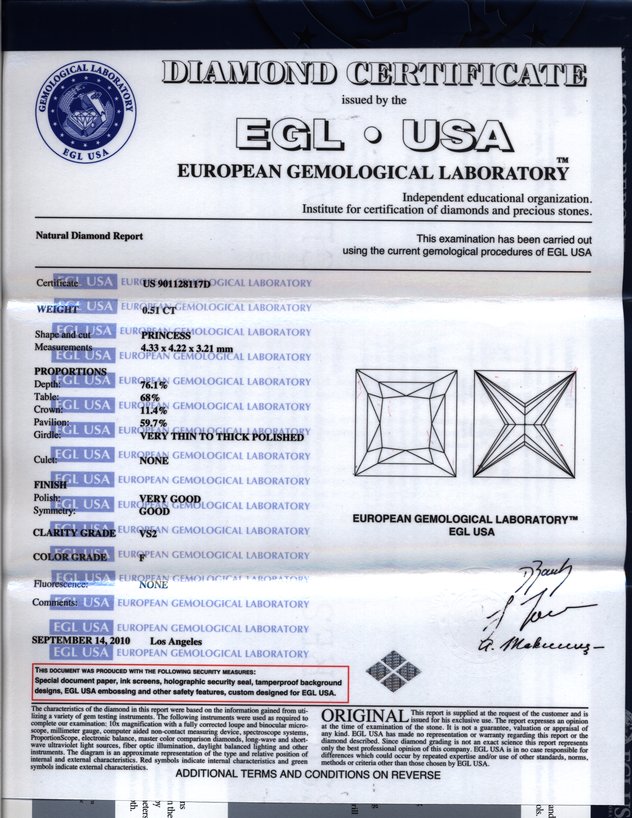 GEMOLOGICAL LABORATORY
EGL USA
DIAMOND CERTIFICATE
issued by the
EGL • USA
EUROPEAN GEMOLOGICAL LABORATORY™
Independent educational organization.
Institute for certification of diamonds and precious stones.
Natural Diamond Report
This examination has been carried out
using the current gemological procedures of EGL USA
Certificate US 901128117D
WEIGHT 0.51 CT
Shape and cut PRINCESS
Measurements 4.33 x 4.22 x 3.21 mm
PROPORTIONS
Depth: 76.1%
Table: 68%
Crown: 11.4%
Pavilion: 59.7%
Girdle: VERY THIN TO THICK POLISHED
Culet: NONE
FINISH
Polish: VERY GOOD
Symmetry: GOOD
CLARITY GRADE VS2
COLOR GRADE F
Fluorescence: NONE
Comments:
EGL USA EUROPEAN GEMOLOGICAL LABORATORY
EUROPEAN GEMOLOGICAL LABORATORY™
EGL USA
SEPTEMBER 14, 2010 Los Angeles
THIS DOCUMENT WAS PRODUCED WITH THE FOLLOWING SECURITY MEASURES:
Special document paper, ink screens, holographic security seal, tamperproof background
designs, EGL USA embossing and other safety features, custom designed for EGL USA.
The characteristics of the diamond in this report were based on the information gained from uti-
lizing a variety of gem testing instruments. The following instruments were used as required to
complete our examination: 10x magnification with a fully corrected loupe and binocular micro-
scope, millimeter gauge, computer aided non-contact measuring device, spectroscope systems,
ProportionScope, electronic balance, master color comparison diamonds, long-wave and short-
wave ultraviolet light sources, fiber optic illumination, daylight balanced lighting and other
instruments. The diagram is an approximate representation of the type and relative position of
internal and external characteristics. Red symbols indicate internal characteristics and green
symbols indicate external characteristics.
ORIGINAL This report is supplied at the request of the customer and is
issued for his exclusive use. The report expresses an opinion
at the time of examination of the stone. It is not a guarantee, valuation or appraisal of
any kind. EGL USA has made no representation or warranty regarding this report or the
diamond described. Since diamond grading is not an exact science this report represents
only the best professional opinion of this company. EGL USA is in no case responsible for
differences which could occur by repeated expertise and/or use of other standards, norms,
methods or criteria other than those chosen by EGL USA.
ADDITIONAL TERMS AND CONDITIONS ON REVERSE